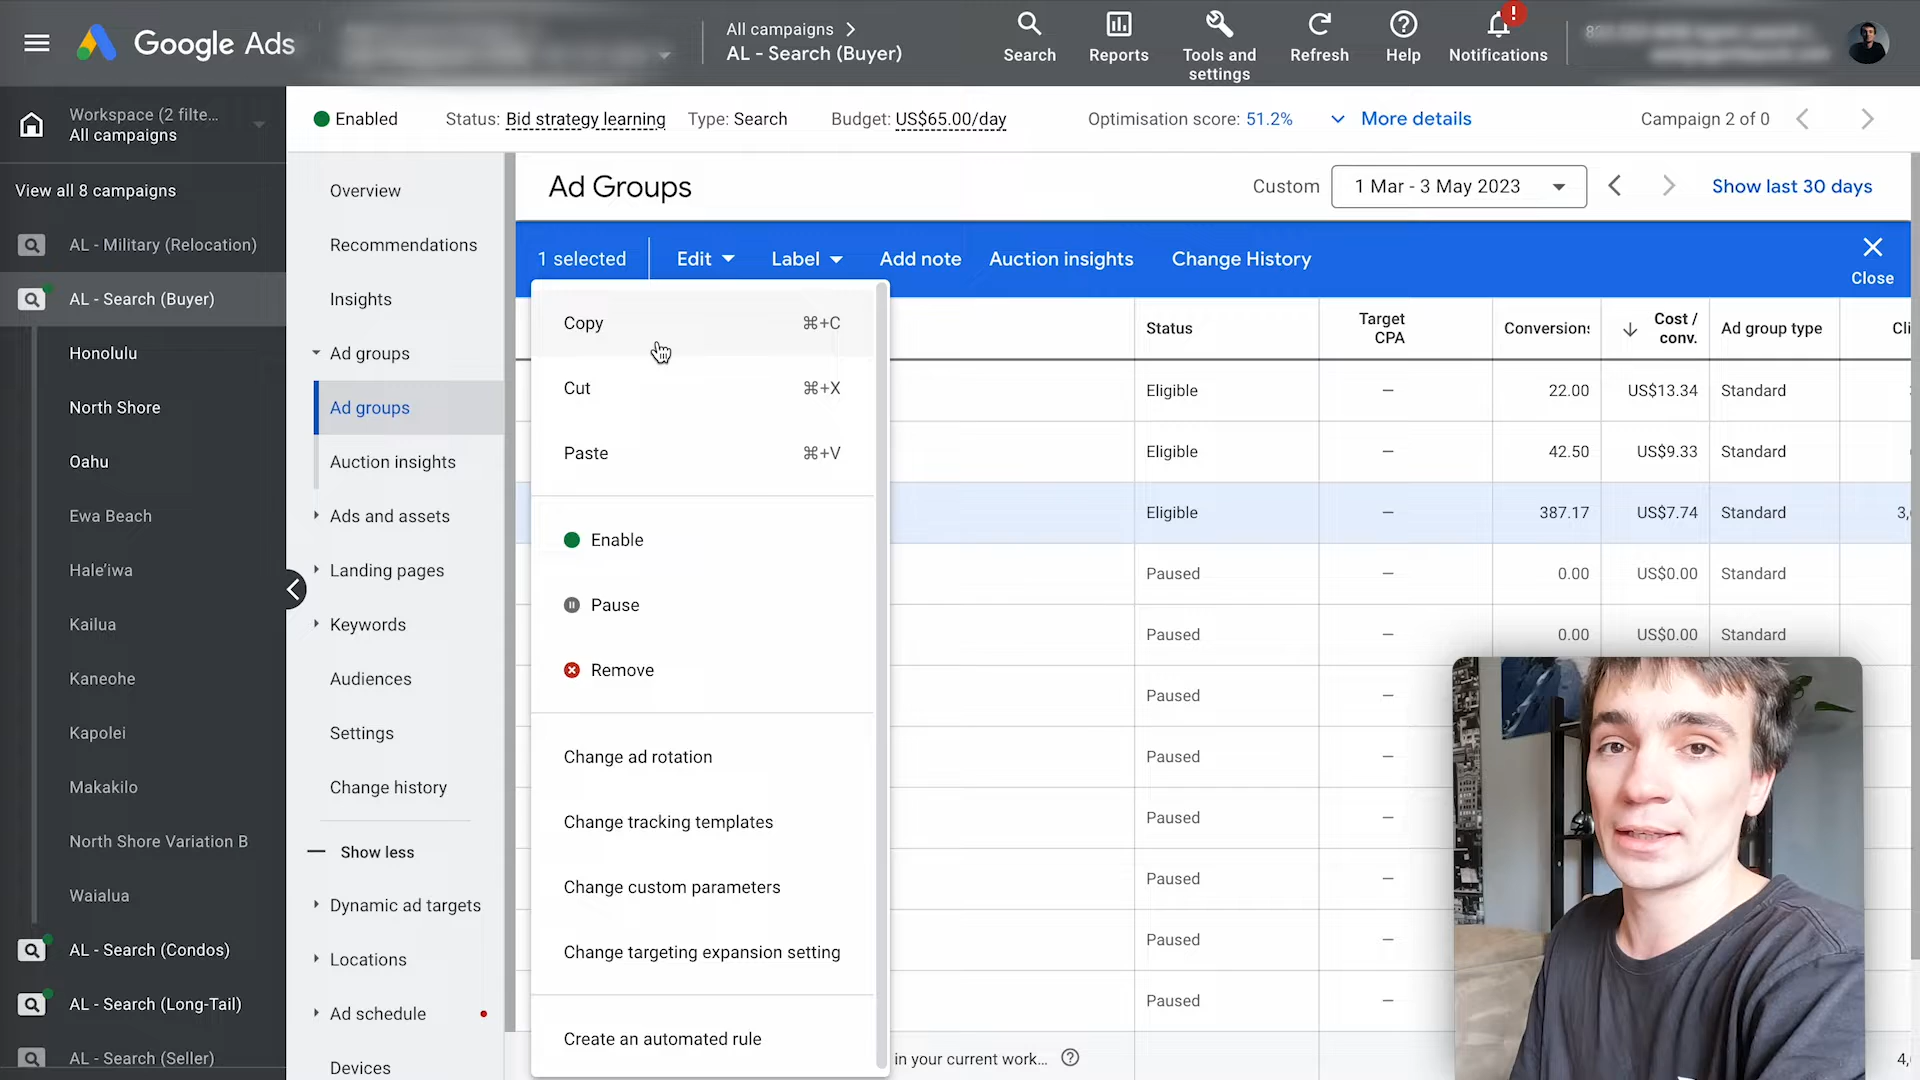 Google Ads
All campaigns
AL - Search (Buyer)
Search
Reports
Tools and
settings
Refresh
Help
!
Notifications
Workspace (2 filte...
All campaigns
Enabled
Status: Bid strategy learning
Type: Search
Budget: US$65.00/day
Optimisation score: 51.2%
More details
Campaign 2 of 0
View all 8 campaigns
AL - Military (Relocation)
AL - Search (Buyer)
Honolulu
North Shore
Oahu
Ewa Beach
Hale'iwa
Kailua
Kaneohe
Kapolei
Makakilo
North Shore Variation B
Waialua
AL - Search (Condos)
AL - Search (Long-Tail)
AL - Search (Seller)
Overview
Recommendations
Insights
Ad groups
Ad groups
Auction insights
Ads and assets
Landing pages
Keywords
Audiences
Settings
Change history
Show less
Dynamic ad targets
Locations
Ad schedule
Devices
Ad Groups
Custom
1 Mar - 3 May 2023
Show last 30 days
1 selected
Edit
Label
Add note
Auction insights
Change History
Close
Copy ⌘+C
Cut ⌘+X
Paste ⌘+V
Enable
Pause
Remove
Change ad rotation
Change tracking templates
Change custom parameters
Change targeting expansion setting
Create an automated rule
Status
Target
CPA
Conversions
Cost /
conv.
Ad group type
Cli
Eligible — 22.00 US$13.34 Standard
Eligible — 42.50 US$9.33 Standard
Eligible — 387.17 US$7.74 Standard 3,
Paused — 0.00 US$0.00 Standard
Paused — 0.00 US$0.00 Standard
Paused —
Paused —
Paused —
Paused —
Paused —
Paused —
in your current work...
4,